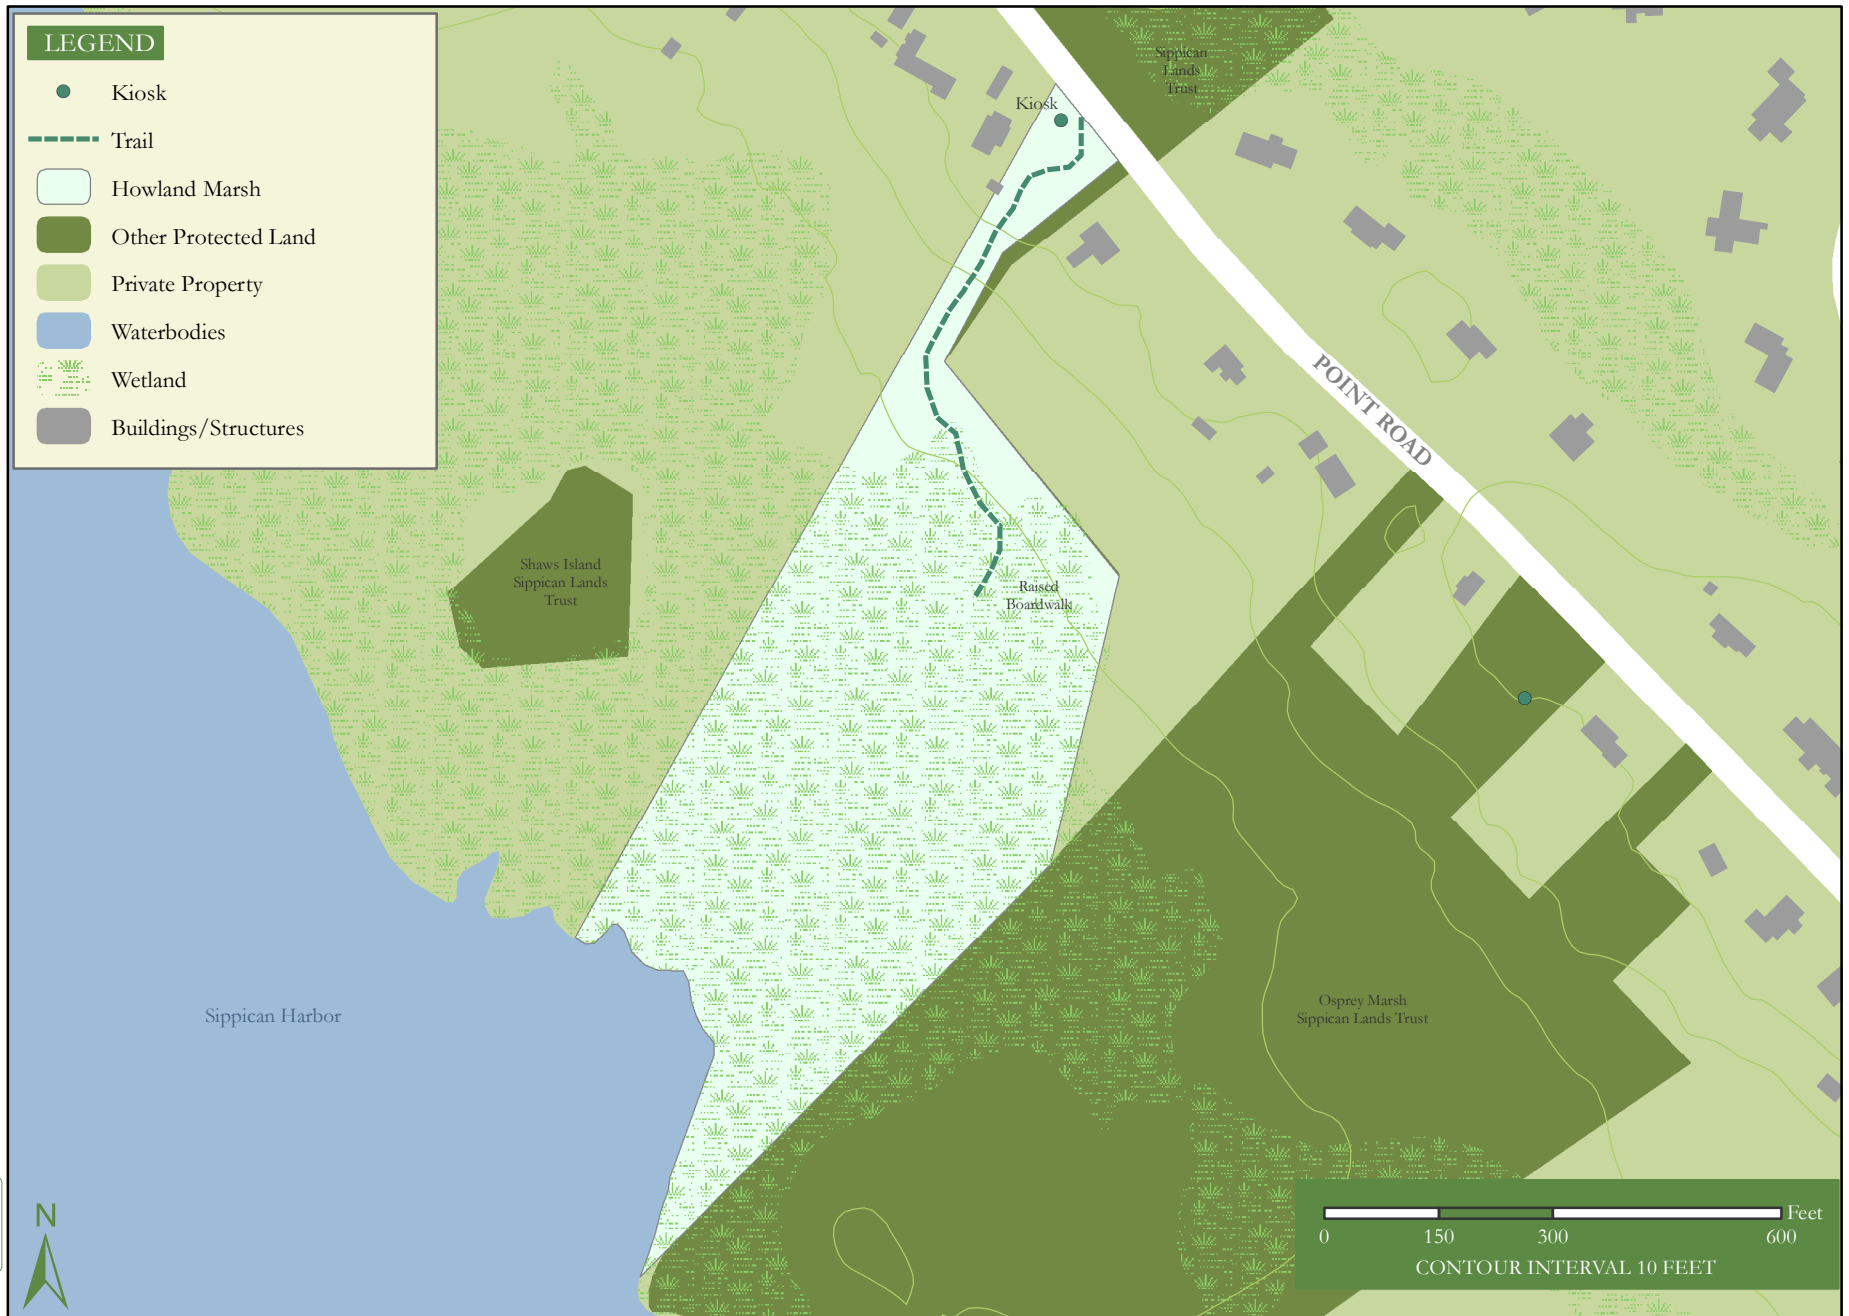 LEGEND
Kiosk
Trail
Howland Marsh
Other Protected Land
Private Property
Waterbodies
Wetland
Buildings/Structures
Sippican
Lands
Trust
Kiosk
POINT ROAD
Shaws Island
Sippican Lands
Trust
Raised
Boardwalk
Osprey Marsh
Sippican Lands Trust
Sippican Harbor
N
Feet
0 150 300 600
CONTOUR INTERVAL 10 FEET